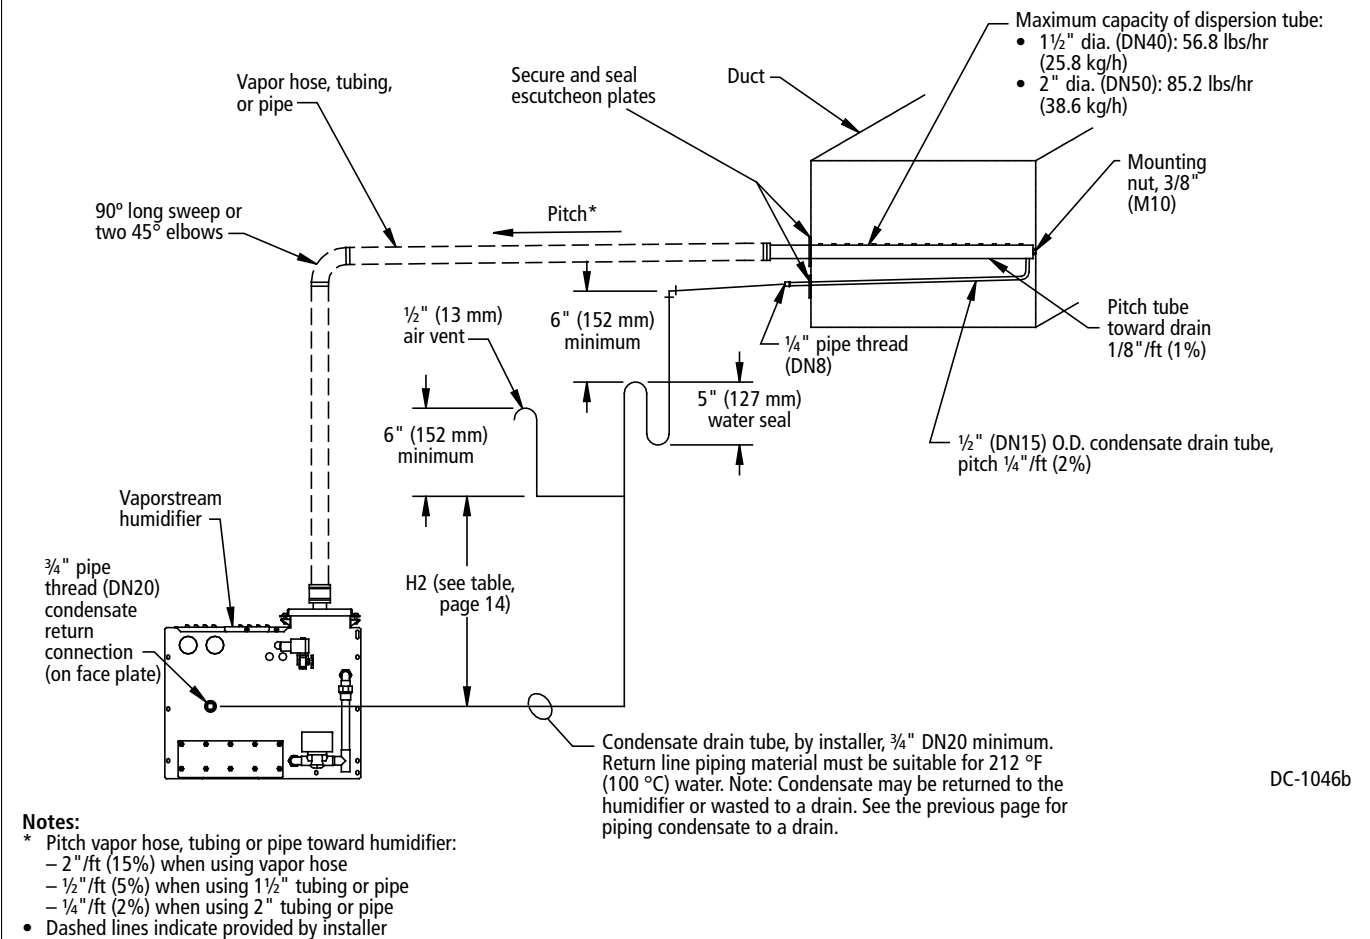 Maximum capacity of dispersion tube:
• 1½" dia. (DN40): 56.8 lbs/hr
(25.8 kg/h)
• 2" dia. (DN50): 85.2 lbs/hr
(38.6 kg/h)
Duct
Secure and seal
escutcheon plates
Vapor hose, tubing,
or pipe
Mounting
nut, 3/8"
(M10)
90º long sweep or
two 45° elbows
Pitch*
½" (13 mm)
air vent
6" (152 mm)
minimum
¼" pipe thread
(DN8)
Pitch tube
toward drain
1/8"/ft (1%)
5" (127 mm)
water seal
6" (152 mm)
minimum
½" (DN15) O.D. condensate drain tube,
pitch ¼"/ft (2%)
Vaporstream
humidifier
¾" pipe
thread (DN20)
condensate
return
connection
(on face plate)
H2 (see table,
page 14)
Condensate drain tube, by installer, ¾" DN20 minimum.
Return line piping material must be suitable for 212 °F
(100 °C) water. Note: Condensate may be returned to the
humidifier or wasted to a drain. See the previous page for
piping condensate to a drain.
DC-1046b
Notes:
* Pitch vapor hose, tubing or pipe toward humidifier:
– 2"/ft (15%) when using vapor hose
– ½"/ft (5%) when using 1½" tubing or pipe
– ¼"/ft (2%) when using 2" tubing or pipe
• Dashed lines indicate provided by installer